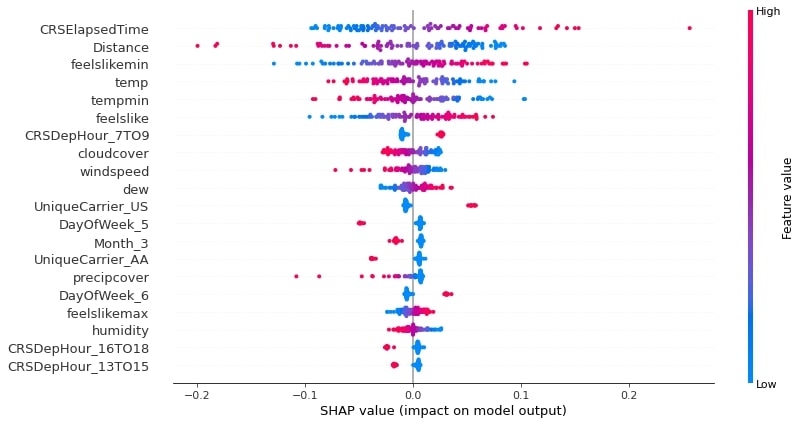 High
CRSElapsedTime
Distance
feelslikemin
temp
tempmin
feelslike
CRSDepHour_7TO9
cloudcover
windspeed
dew
UniqueCarrier_US
DayOfWeek_5
Month_3
UniqueCarrier_AA
precipcover
DayOfWeek_6
feelslikemax
humidity
CRSDepHour_16TO18
CRSDepHour_13TO15
Feature value
Low
−0.2 −0.1 0.0 0.1 0.2
SHAP value (impact on model output)